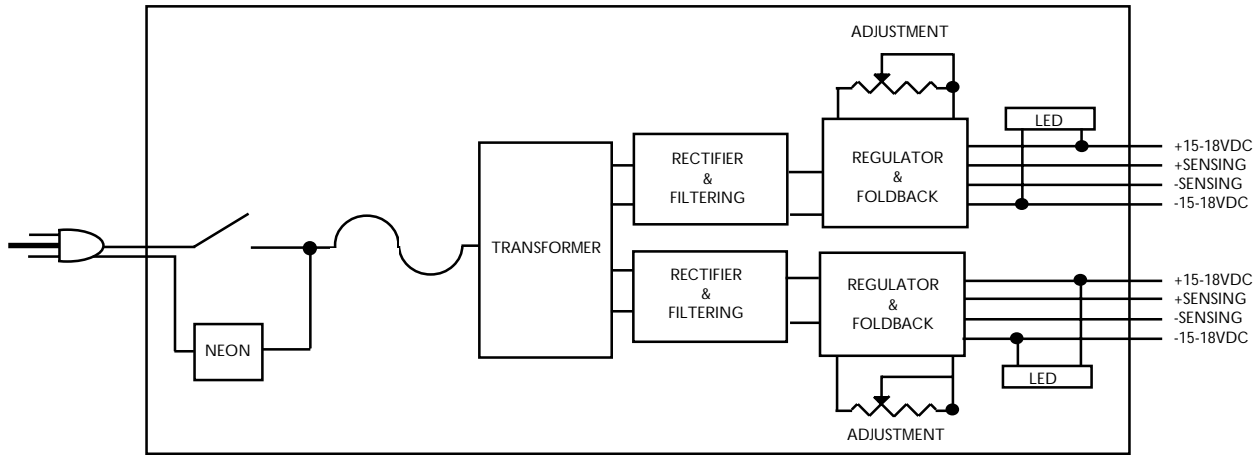 ADJUSTMENT
LED
RECTIFIER
&
FILTERING
REGULATOR
&
FOLDBACK
+15-18VDC
+SENSING
-SENSING
-15-18VDC
TRANSFORMER
NEON
RECTIFIER
&
FILTERING
REGULATOR
&
FOLDBACK
+15-18VDC
+SENSING
-SENSING
-15-18VDC
LED
ADJUSTMENT